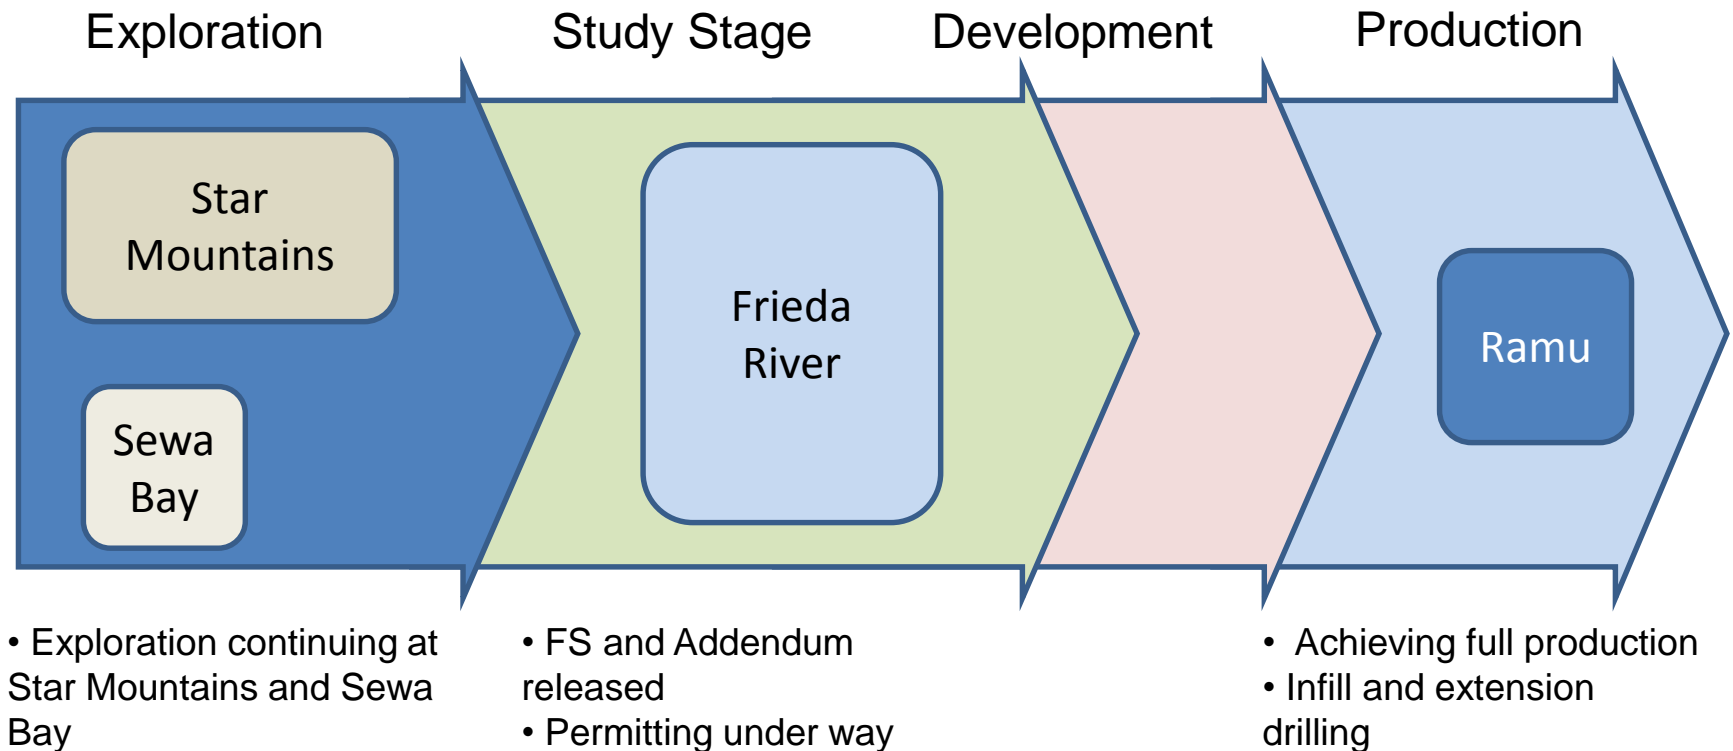 Exploration
Study Stage
Development
Production
Star
Mountains
Sewa
Bay
Frieda
River
Ramu
• Exploration continuing at
Star Mountains and Sewa
Bay
• FS and Addendum
released
• Permitting under way
• Achieving full production
• Infill and extension
drilling